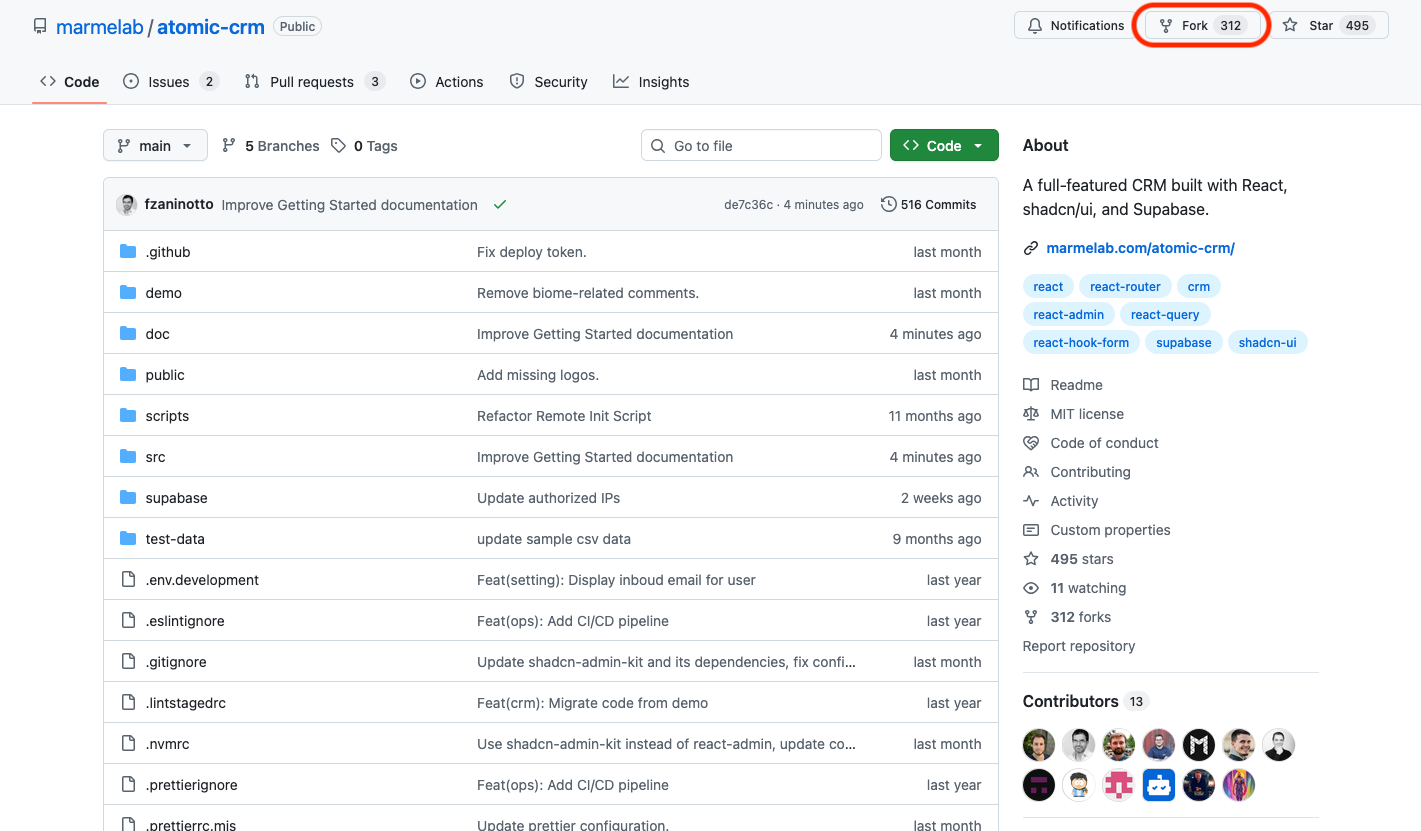 marmelab / atomic-crm Public
Notifications Fork 312 Star 495
Code Issues 2 Pull requests 3 Actions Security Insights
main 5 Branches 0 Tags Go to file Code
fzaninotto Improve Getting Started documentation de7c36c · 4 minutes ago 516 Commits
.github Fix deploy token. last month
demo Remove biome-related comments. last month
doc Improve Getting Started documentation 4 minutes ago
public Add missing logos. last month
scripts Refactor Remote Init Script 11 months ago
src Improve Getting Started documentation 4 minutes ago
supabase Update authorized IPs 2 weeks ago
test-data update sample csv data 9 months ago
.env.development Feat(setting): Display inboud email for user last year
.eslintignore Feat(ops): Add CI/CD pipeline last year
.gitignore Update shadcn-admin-kit and its dependencies, fix confi... last month
.lintstagedrc Feat(crm): Migrate code from demo last year
.nvmrc Use shadcn-admin-kit instead of react-admin, update co... last month
.prettierignore Feat(ops): Add CI/CD pipeline last year
.prettierrc.mjs Update prettier configuration. last month
About
A full-featured CRM built with React,
shadcn/ui, and Supabase.
marmelab.com/atomic-crm/
react react-router crm
react-admin react-query
react-hook-form supabase shadcn-ui
Readme
MIT license
Code of conduct
Contributing
Activity
Custom properties
495 stars
11 watching
312 forks
Report repository
Contributors 13